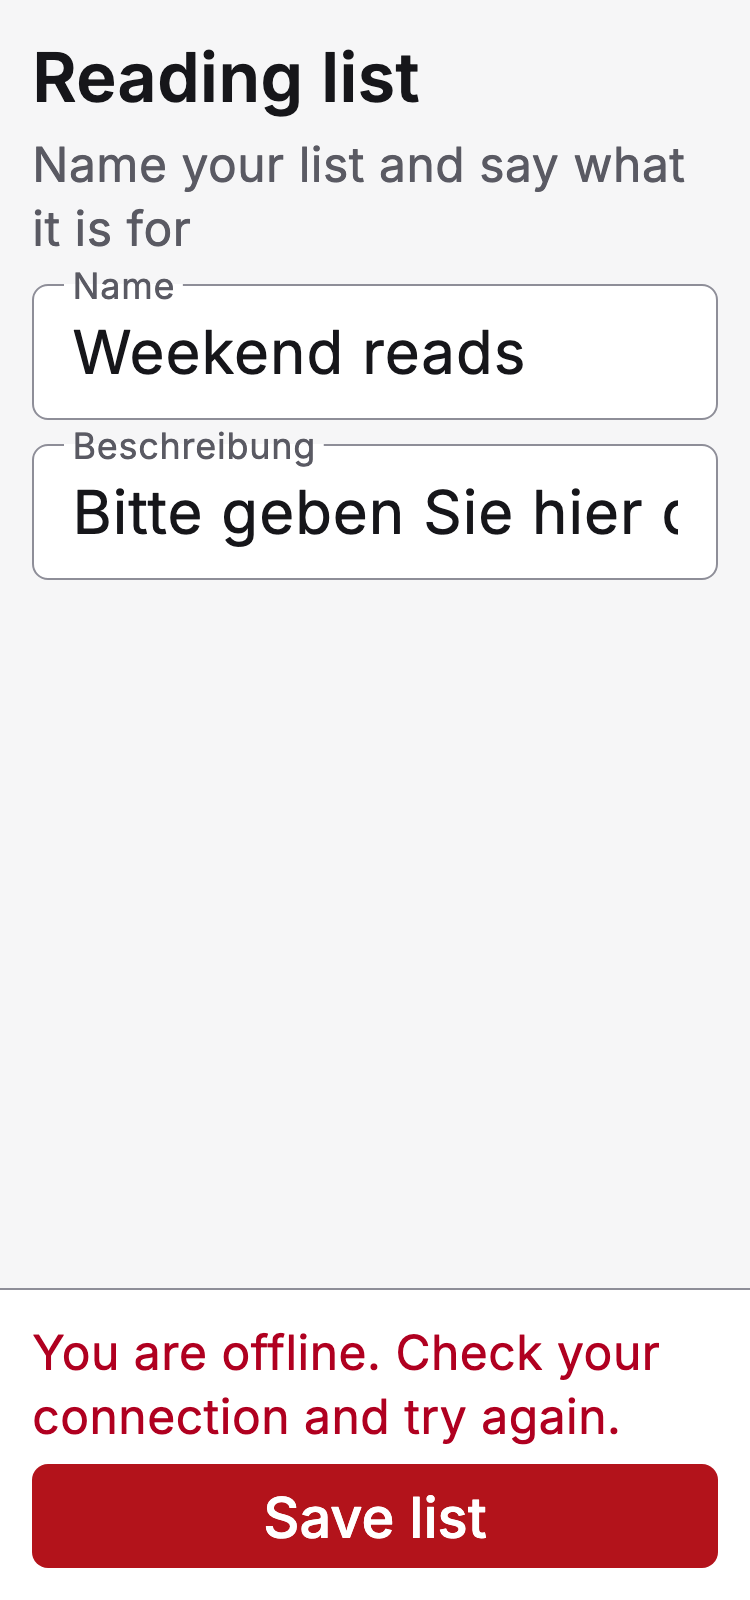 Reading list
Name your list and say what
it is for
Name
Weekend reads
Beschreibung
Bitte geben Sie hier
You are offline. Check your
connection and try again.
Save list